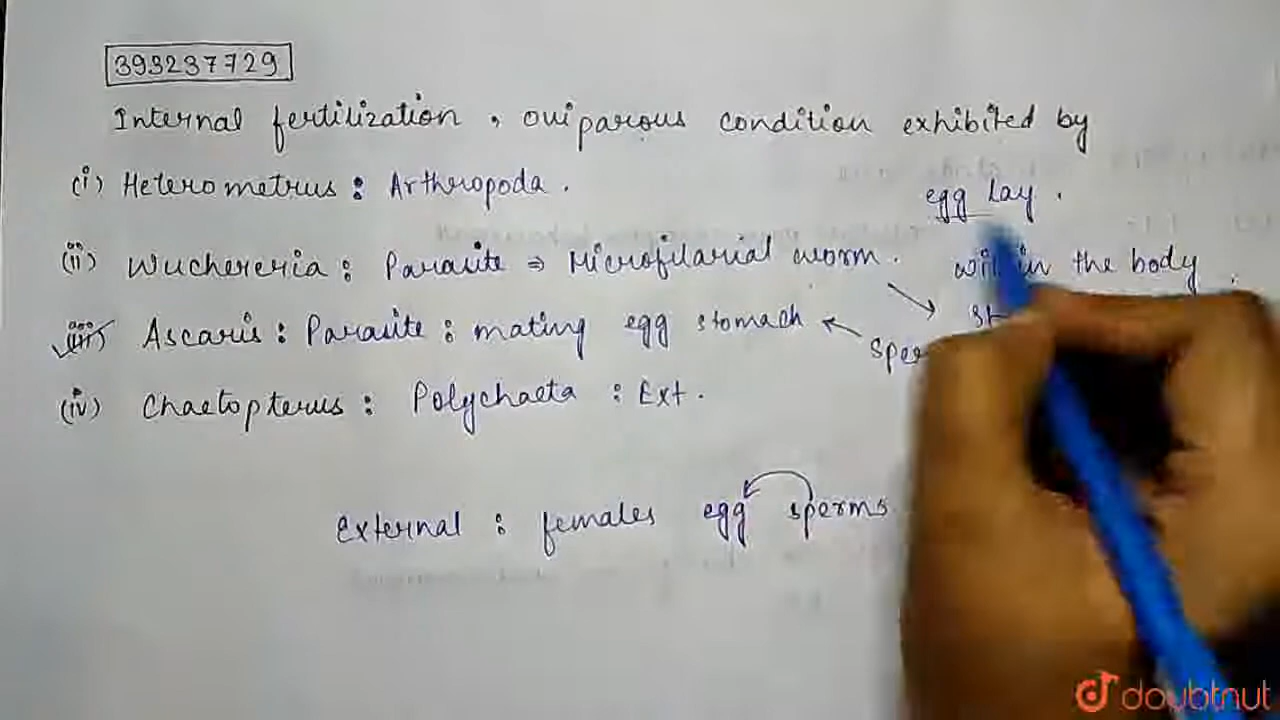 393237729
Internal fertilization, oviparous condition exhibited by
(i) Heterometrus: Arthropoda.
egg lay.
(ii) Wuchereria: Parasite ⇒ Microfilarial worm.
the body
(iii) Ascaris: Parasite: mating egg stomach
(iv) Chaetopterus: Polychaeta: Ext.
External: females egg sperms
doubtnut